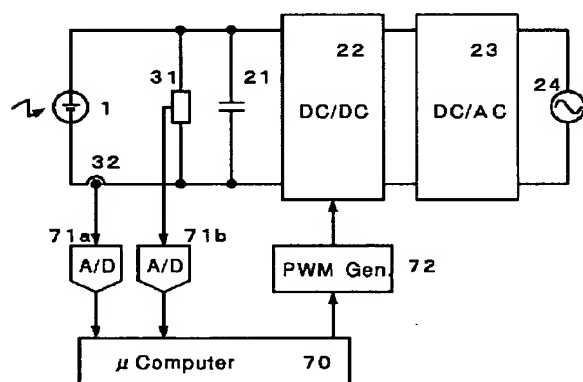 31
21
22
23
24
1
DC/DC
DC/AC
32
71a
71b
A/D
A/D
PWM Gen.
72
μ Computer
70